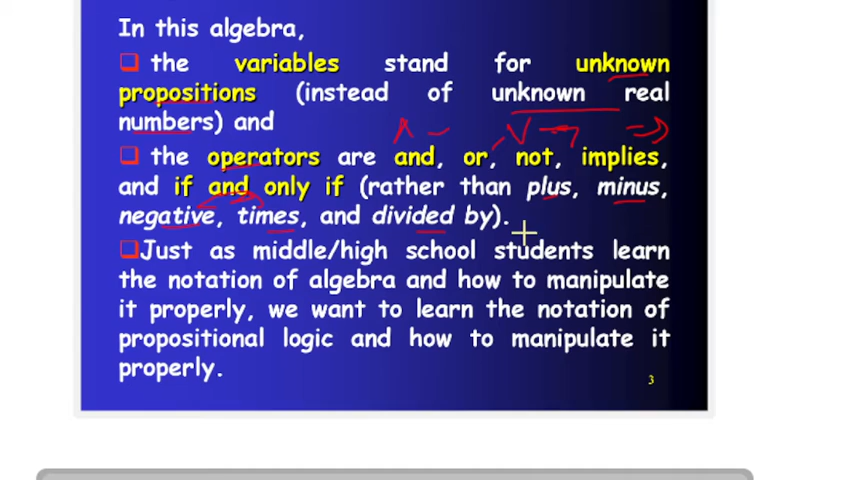 In this algebra,
❑ the variables stand for unknown
propositions (instead of unknown real
numbers) and
∧ ∨ ¬ ⇒
❑ the operators are and, or, not, implies,
and if and only if (rather than plus, minus,
negative, times, and divided by).
❑Just as middle/high school students learn
the notation of algebra and how to manipulate
it properly, we want to learn the notation of
propositional logic and how to manipulate it
properly.
3